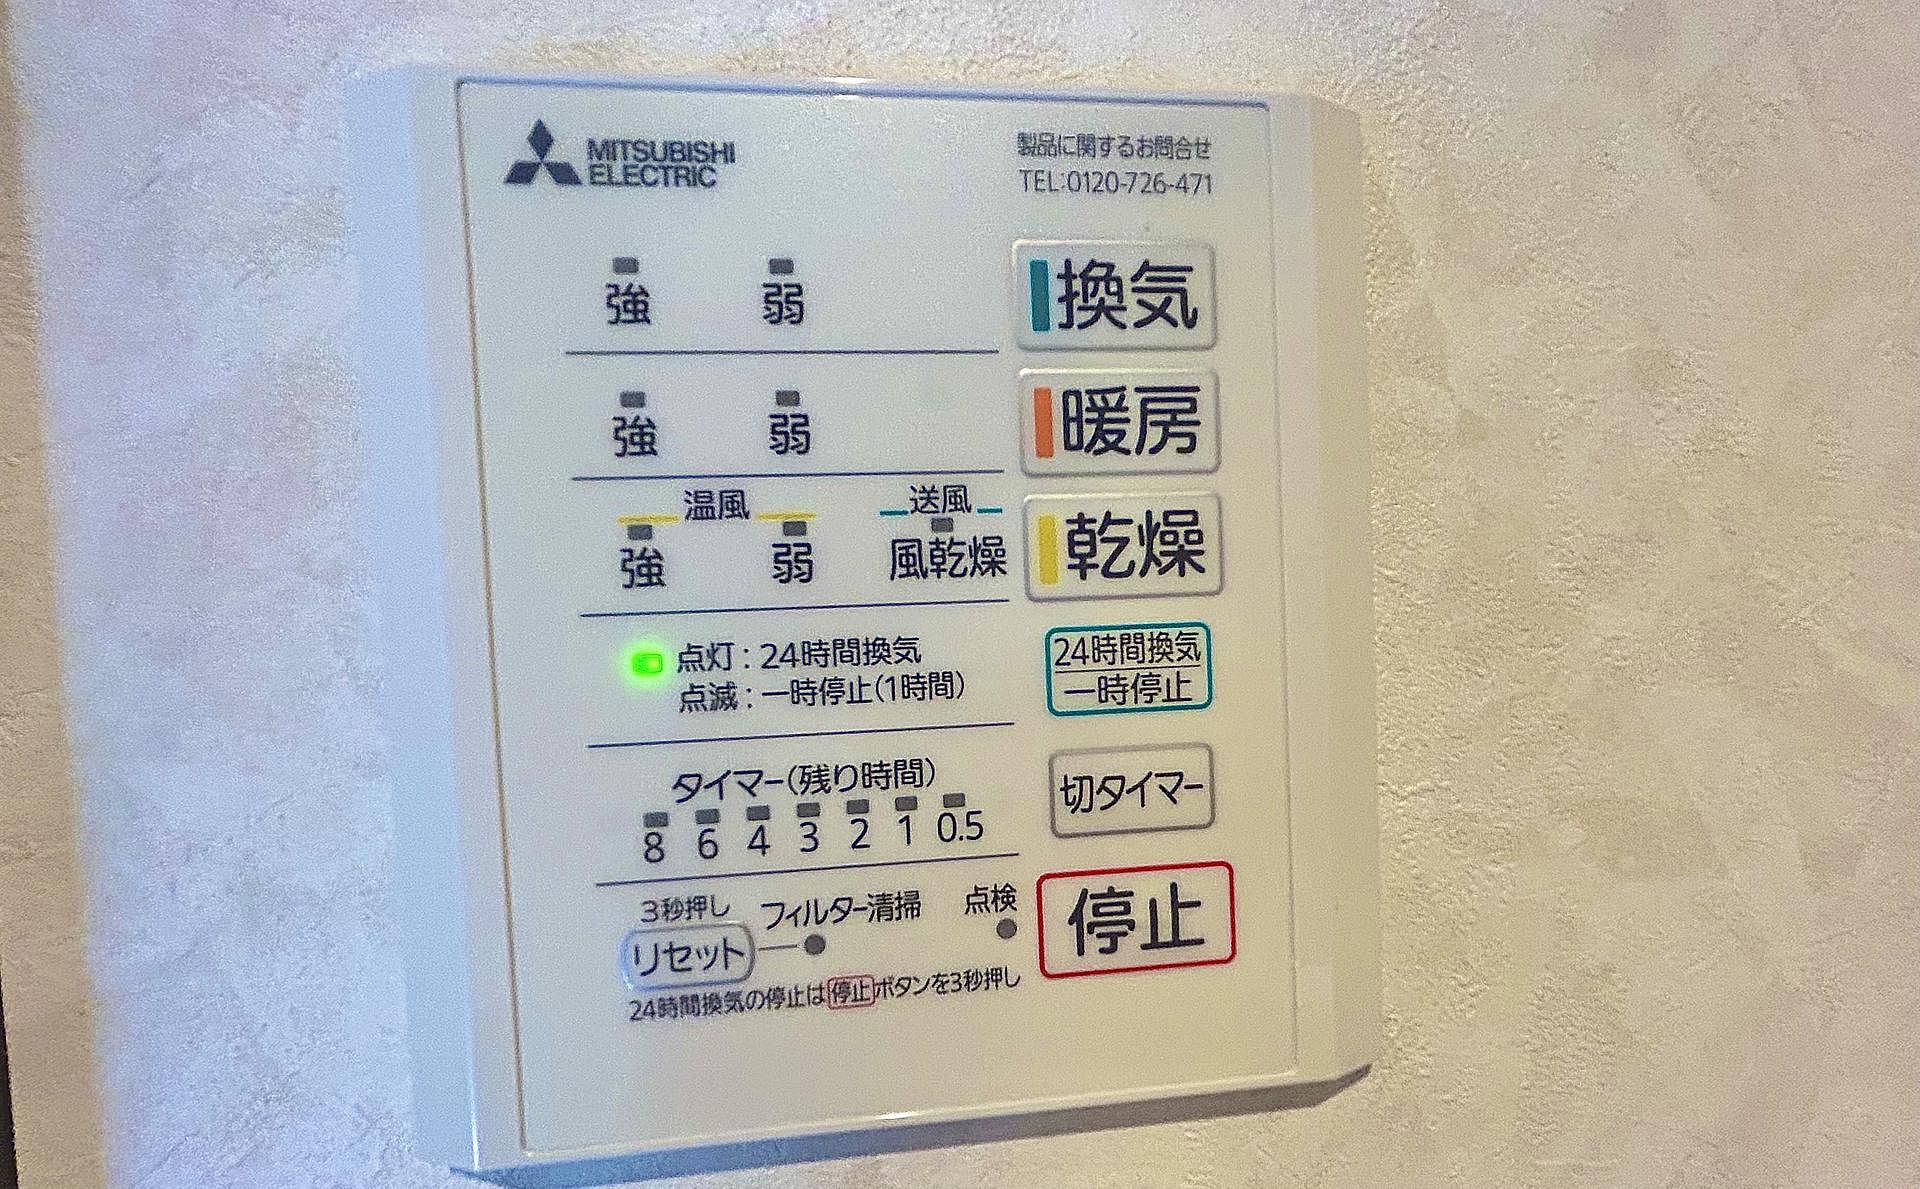 MITSUBISHI
ELECTRIC
製品に関するお問合せ
TEL:0120-726-471
強 弱 換気
強 弱 暖房
温風 送風
強 弱 風乾燥 乾燥
点灯：24時間換気
点滅：一時停止(1時間)
24時間換気
一時停止
タイマー(残り時間)
8 6 4 3 2 1 0.5
切タイマー
3秒押し フィルター清掃 点検
リセット
停止
24時間換気の停止は停止ボタンを3秒押し